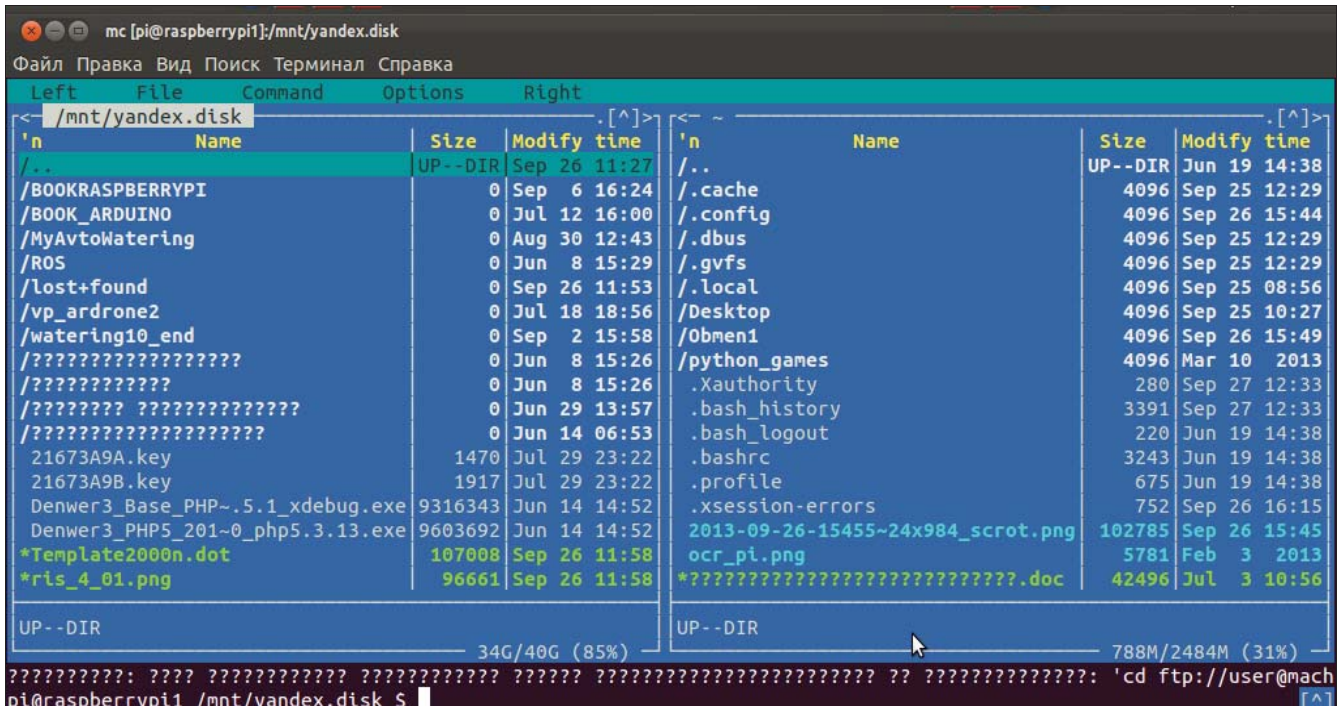 mc [pi@raspberrypi1]:/mnt/yandex.disk
Файл Правка Вид Поиск Терминал Справка
Left File Command Options Right
<─ /mnt/yandex.disk .[^]>
'n Name Size Modify time
/.. UP--DIR Sep 26 11:27
/BOOKRASPBERRYPI 0 Sep 6 16:24
/BOOK_ARDUINO 0 Jul 12 16:00
/MyAvtoWatering 0 Aug 30 12:43
/ROS 0 Jun 8 15:29
/lost+found 0 Sep 26 11:53
/vp_ardrone2 0 Jul 18 18:56
/watering10_end 0 Sep 2 15:58
/??????????????????? 0 Jun 8 15:26
/???????????? 0 Jun 8 15:26
/???????? ?????????????? 0 Jun 29 13:57
/????????????????????? 0 Jun 14 06:53
21673A9A.key 1470 Jul 29 23:22
21673A9B.key 1917 Jul 29 23:22
Denwer3_Base_PHP~.5.1_xdebug.exe 9316343 Jun 14 14:52
Denwer3_PHP5_201~0_php5.3.13.exe 9603692 Jun 14 14:52
*Template2000n.dot 107008 Sep 26 11:58
*ris_4_01.png 96661 Sep 26 11:58
UP--DIR
34G/40G (85%)
<─ ~ .[^]>
'n Name Size Modify time
/.. UP--DIR Jun 19 14:38
/.cache 4096 Sep 25 12:29
/.config 4096 Sep 26 15:44
/.dbus 4096 Sep 25 12:29
/.gvfs 4096 Sep 25 12:29
/.local 4096 Sep 25 08:56
/Desktop 4096 Sep 25 10:27
/Obmen1 4096 Sep 26 15:49
/python_games 4096 Mar 10 2013
.Xauthority 280 Sep 27 12:33
.bash_history 3391 Sep 27 12:33
.bash_logout 220 Jun 19 14:38
.bashrc 3243 Jun 19 14:38
.profile 675 Jun 19 14:38
.xsession-errors 752 Sep 26 16:15
2013-09-26-15455~24x984_scrot.png 102785 Sep 26 15:45
ocr_pi.png 5781 Feb 3 2013
*????????????????????????????.doc 42496 Jul 3 10:56
UP--DIR
788M/2484M (31%)
??????????: ???? ???????????? ???????????? ?????? ??????????????????????? ?? ?????????????: 'cd ftp://user@mach
pi@raspberrypi1 /mnt/yandex.disk $ [^]